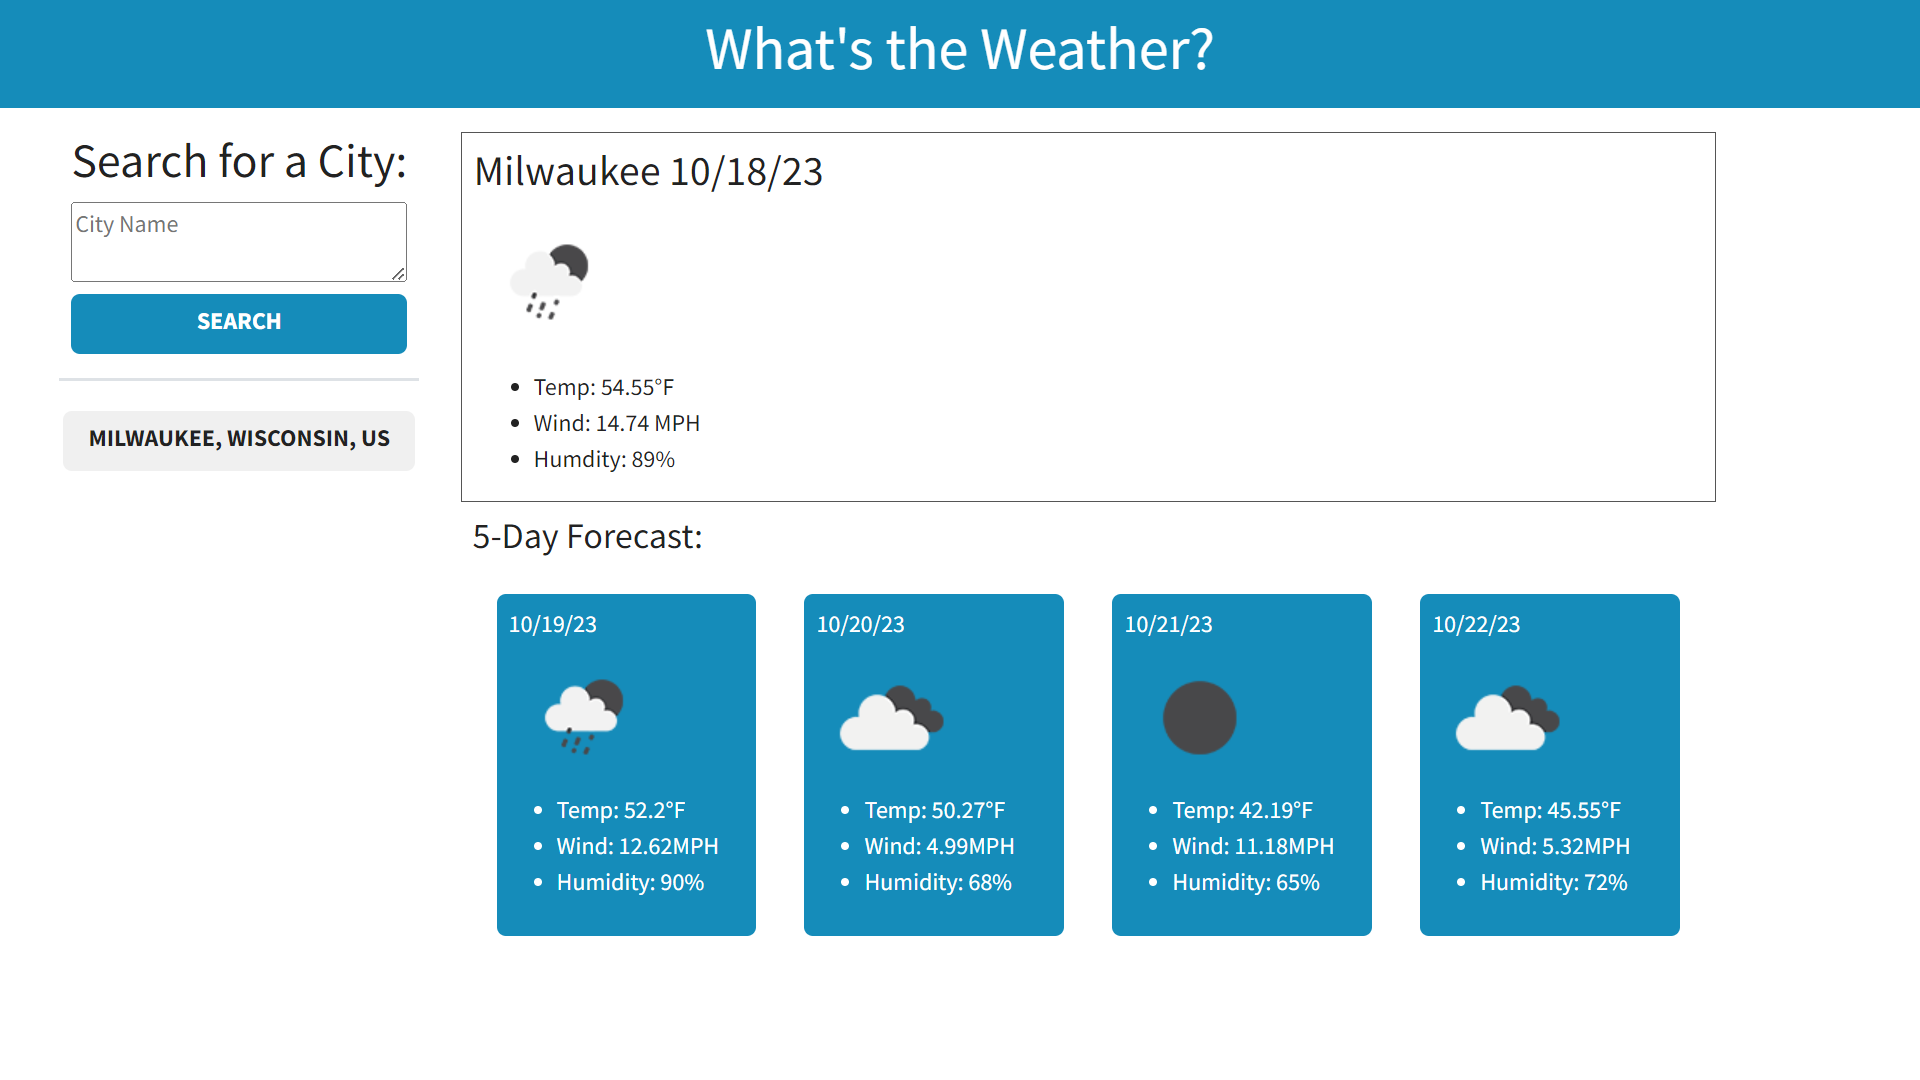 What's the Weather?
Search for a City:
City Name
SEARCH
MILWAUKEE, WISCONSIN, US
Milwaukee 10/18/23
Temp: 54.55°F
Wind: 14.74 MPH
Humdity: 89%
5-Day Forecast:
10/19/23
Temp: 52.2°F
Wind: 12.62MPH
Humidity: 90%
10/20/23
Temp: 50.27°F
Wind: 4.99MPH
Humidity: 68%
10/21/23
Temp: 42.19°F
Wind: 11.18MPH
Humidity: 65%
10/22/23
Temp: 45.55°F
Wind: 5.32MPH
Humidity: 72%